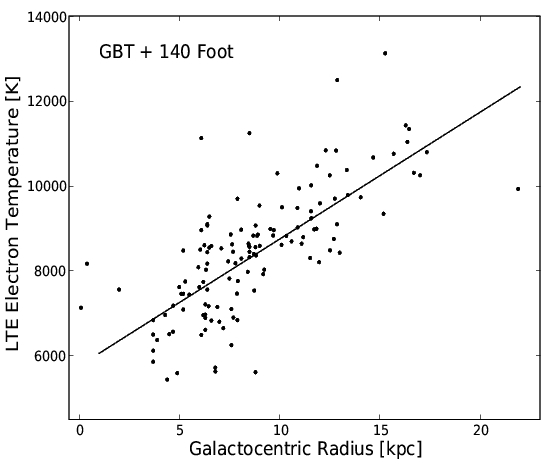 14000
GBT + 140 Foot
12000
10000
8000
6000
LTE Electron Temperature [K]
0 5 10 15 20
Galactocentric Radius [kpc]